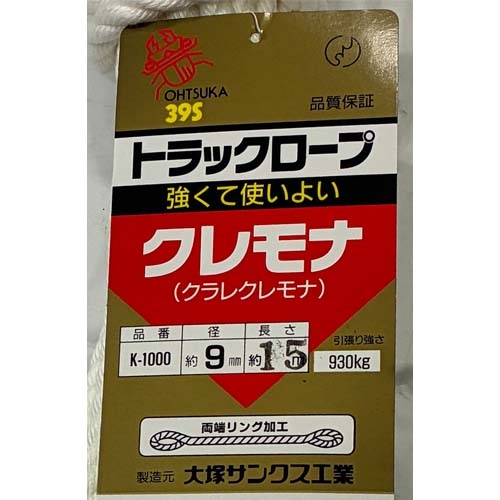 OHTSUKA
39S
品質保証
トラックロープ
強くて使いよい
クレモナ
(クラレクレモナ)
品番 径 長さ 引張り強さ
K-1000 約9mm 約15m 930kg
両端リング加工
製造元 大塚サンクス工業